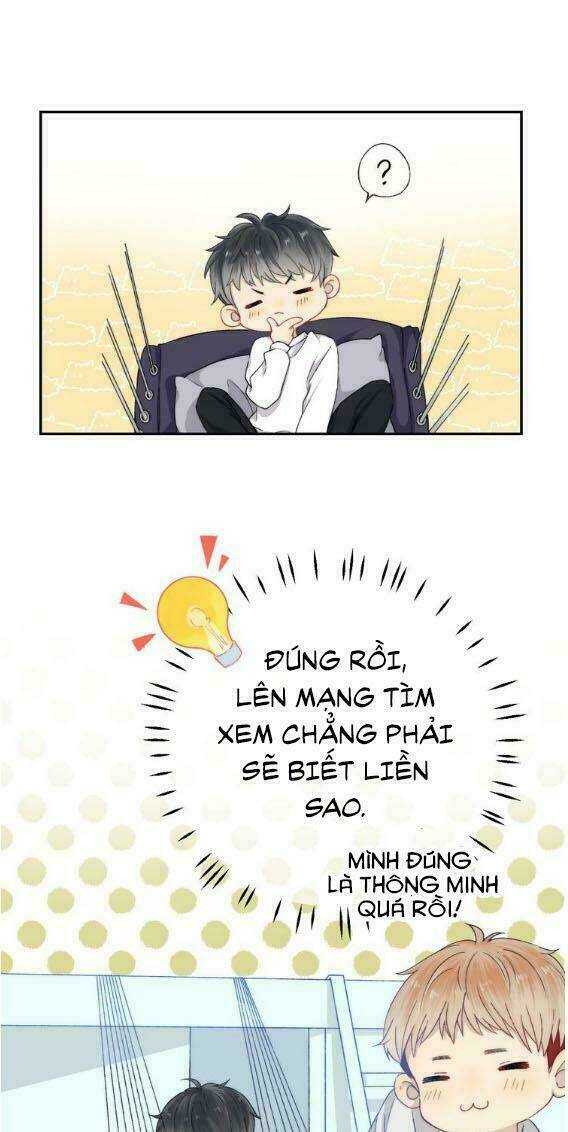 ?
ĐÚNG RỒI,
LÊN MẠNG TÌM
XEM CHẲNG PHẢI
SẼ BIẾT LIỀN
SAO.
MÌNH ĐÚNG
LÀ THÔNG MINH
QUÁ RỒI!